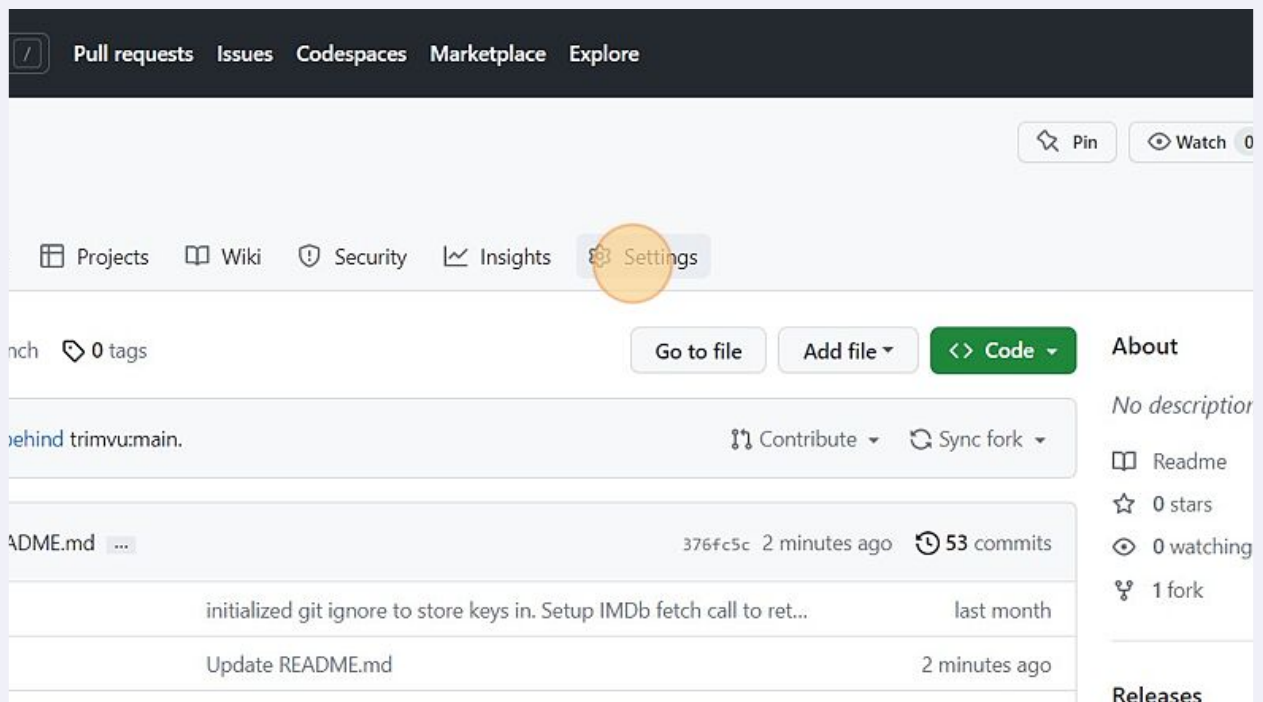 / Pull requests Issues Codespaces Marketplace Explore
Pin Watch 0
Projects Wiki Security Insights Settings
nch 0 tags Go to file Add file <> Code About
No description
behind trimvu:main. Contribute Sync fork
Readme
0 stars
ADME.md ... 376fc5c 2 minutes ago 53 commits
0 watching
1 fork
initialized git ignore to store keys in. Setup IMDb fetch call to ret... last month
Update README.md 2 minutes ago
Releases